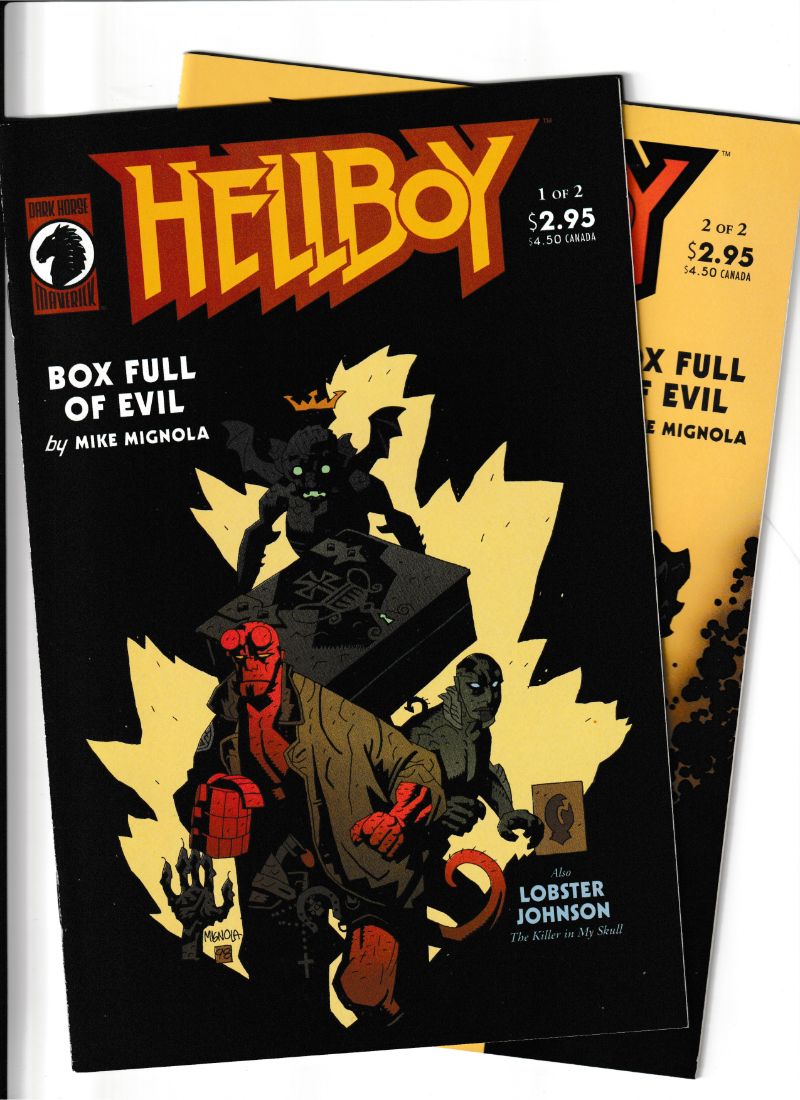 HELLBOY
™
1 OF 2
$2.95
$4.50 CANADA
DARK HORSE
MAVERICK
BOX FULL
OF EVIL
by MIKE MIGNOLA
MIGNOLA
98
Also
LOBSTER
JOHNSON
The Killer in My Skull
Y
™
2 OF 2
$2.95
$4.50 CANADA
X FULL
F EVIL
E MIGNOLA